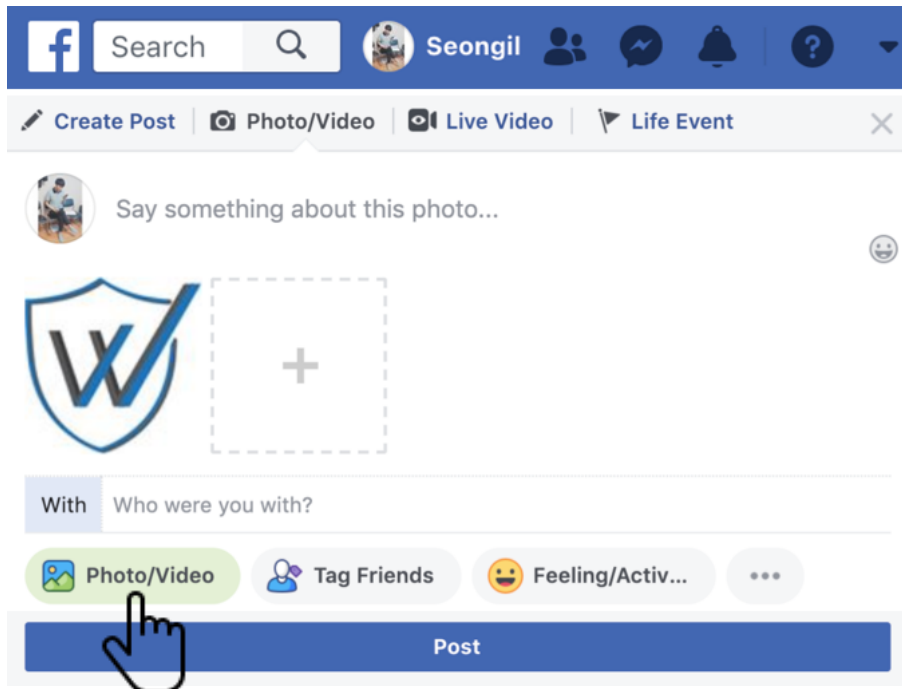 f Search Seongil ?
Create Post Photo/Video Live Video Life Event
Say something about this photo...
W
With Who were you with?
Photo/Video Tag Friends Feeling/Activ...
Post